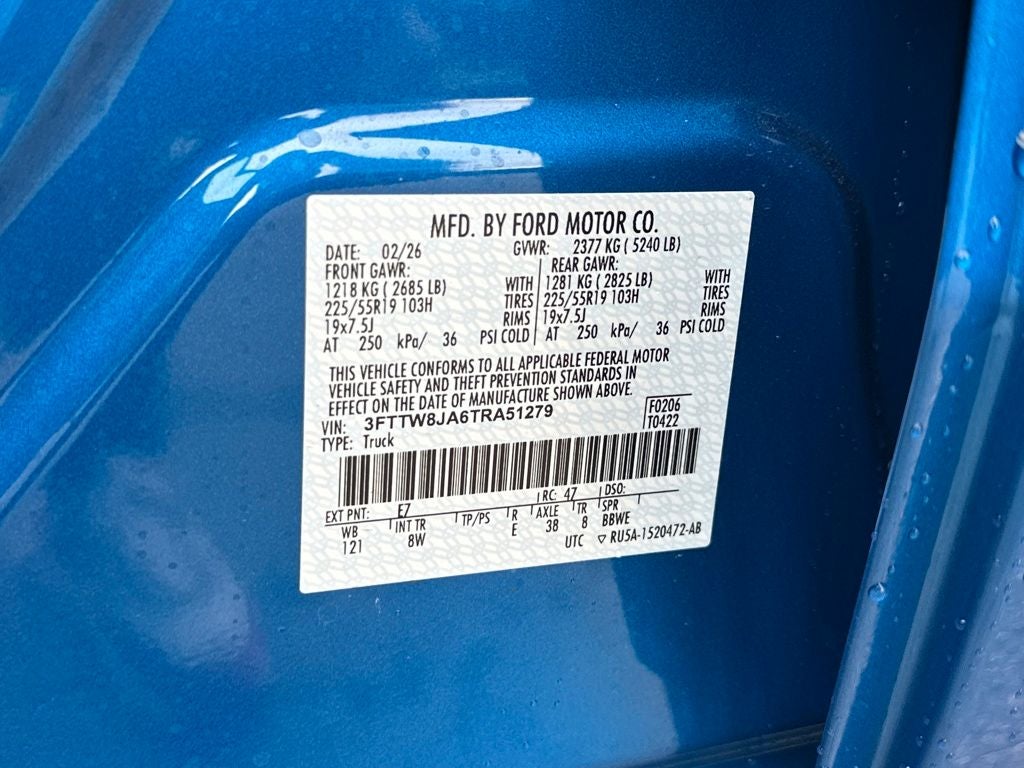 MFD. BY FORD MOTOR CO.
DATE: 02/26 GVWR: 2377 KG ( 5240 LB)
FRONT GAWR: REAR GAWR:
1218 KG ( 2685 LB) WITH 1281 KG ( 2825 LB) WITH
225/55R19 103H TIRES 225/55R19 103H TIRES
19x7.5J RIMS 19x7.5J RIMS
AT 250 kPa/ 36 PSI COLD AT 250 kPa/ 36 PSI COLD
THIS VEHICLE CONFORMS TO ALL APPLICABLE FEDERAL MOTOR
VEHICLE SAFETY AND THEFT PREVENTION STANDARDS IN
EFFECT ON THE DATE OF MANUFACTURE SHOWN ABOVE.
VIN: 3FTTW8JA6TRA51279 F0206
TYPE: Truck T0422
EXT PNT: E7 RC: 47 DSO:
WB INT TR TP/PS R AXLE TR SPR
121 8W E 38 8 BBWE
UTC ▽ RU5A-1520472-AB